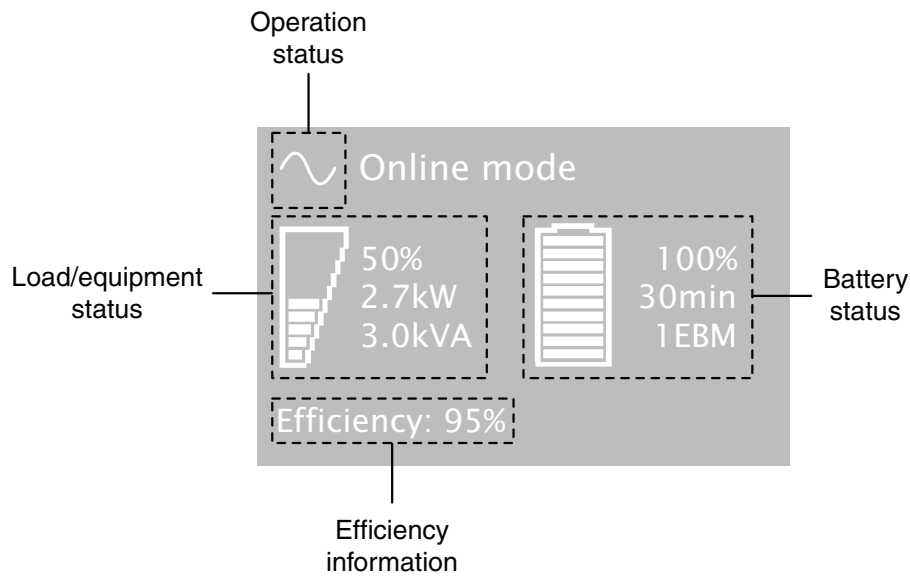 Operation
status
Online mode
Load/equipment
status
50%
2.7kW
3.0kVA
100%
30min
1EBM
Battery
status
Efficiency: 95%
Efficiency
information